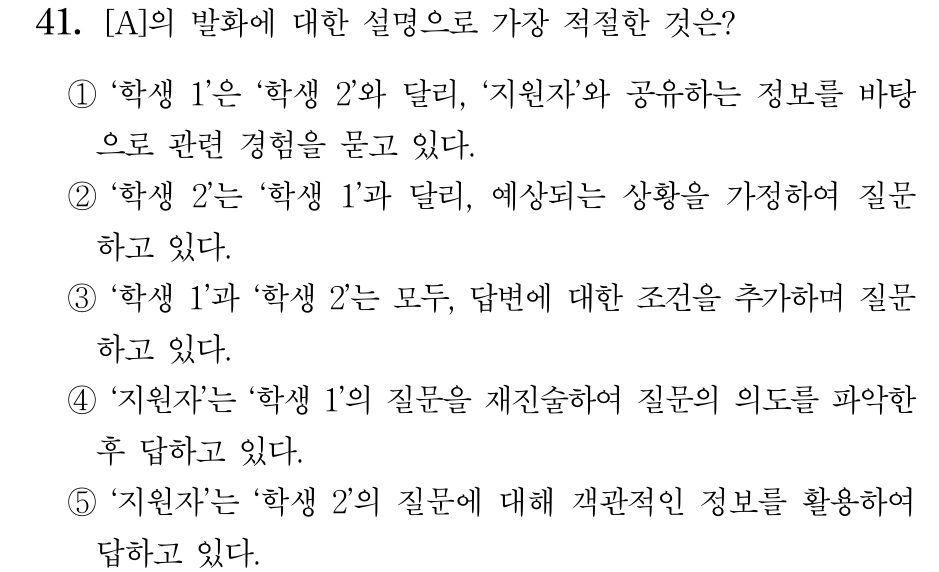 41. [A]의 발화에 대한 설명으로 가장 적절한 것은?
① ‘학생 1’은 ‘학생 2’와 달리, ‘지원자’와 공유하는 정보를 바탕
으로 관련 경험을 묻고 있다.
② ‘학생 2’는 ‘학생 1’과 달리, 예상되는 상황을 가정하여 질문
하고 있다.
③ ‘학생 1’과 ‘학생 2’는 모두, 답변에 대한 조건을 추가하며 질문
하고 있다.
④ ‘지원자’는 ‘학생 1’의 질문을 재진술하여 질문의 의도를 파악한
후 답하고 있다.
⑤ ‘지원자’는 ‘학생 2’의 질문에 대해 객관적인 정보를 활용하여
답하고 있다.